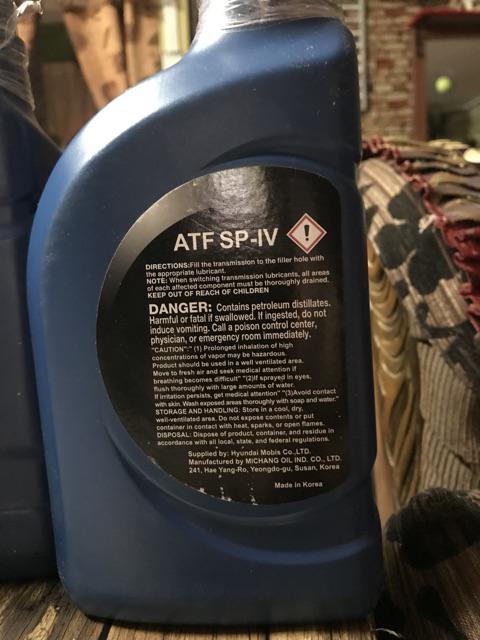 ATF SP-IV
DIRECTIONS:Fill the transmission to the filler hole with
the appropriate lubricant.
NOTE: When switching transmission lubricants, all areas
of each affected component must be thoroughly drained.
KEEP OUT OF REACH OF CHILDREN
DANGER: Contains petroleum distillates.
Harmful or fatal if swallowed. If ingested, do not
induce vomiting. Call a poison control center,
physician, or emergency room immediately.
"CAUTION":" (1) Prolonged inhalation of high
concentrations of vapor may be hazardous.
Product should be used in a well ventilated area.
Move to fresh air and seek medical attention if
breathing becomes difficult" "(2)If sprayed in eyes,
flush thoroughly with large amounts of water.
If irritation persists, get medical attention" "(3)Avoid contact
with skin. Wash exposed areas thoroughly with soap and water."
STORAGE AND HANDLING: Store in a cool, dry,
well-ventilated area. Do not expose contents or put
container in contact with heat, sparks, or open flames.
DISPOSAL: Dispose of product, container, and residue in
accordance with all local, state, and federal regulations.
Supplied by: Hyundai Mobis Co.,LTD.
Manufactured by MICHANG OIL IND. CO., LTD.
241, Hae Yang-Ro, Yeongdo-gu, Susan, Korea
Made in Korea